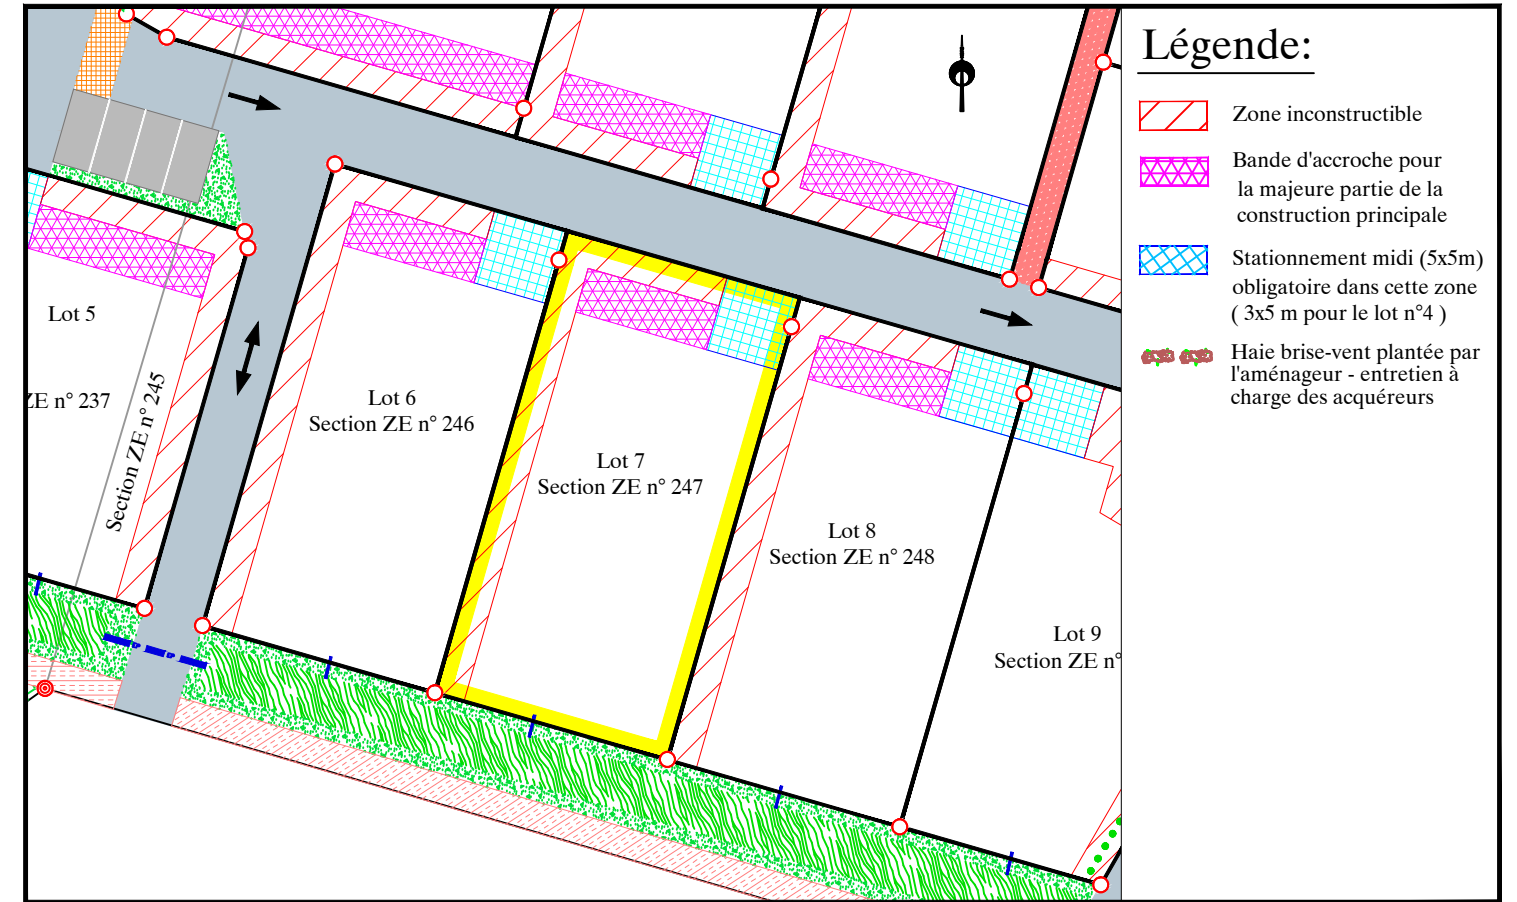 Légende:
Zone inconstructible
Bande d'accroche pour
la majeure partie de la
construction principale
Stationnement midi (5x5m)
obligatoire dans cette zone
( 3x5 m pour le lot n°4 )
Haie brise-vent plantée par
l'aménageur - entretien à
charge des acquéreurs
Lot 5
ZE n° 237
Section ZE n° 245
Lot 6
Section ZE n° 246
Lot 7
Section ZE n° 247
Lot 8
Section ZE n° 248
Lot 9
Section ZE n°